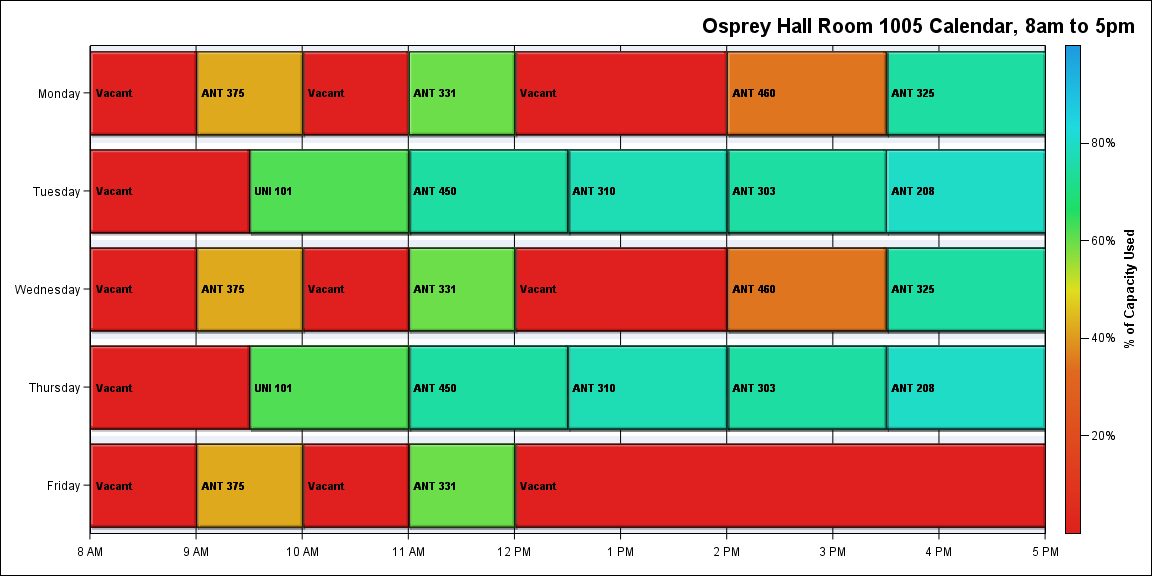 Osprey Hall Room 1005 Calendar, 8am to 5pm
Monday
Vacant
ANT 375
Vacant
ANT 331
Vacant
ANT 460
ANT 325
Tuesday
Vacant
UNI 101
ANT 450
ANT 310
ANT 303
ANT 208
Wednesday
Vacant
ANT 375
Vacant
ANT 331
Vacant
ANT 460
ANT 325
Thursday
Vacant
UNI 101
ANT 450
ANT 310
ANT 303
ANT 208
Friday
Vacant
ANT 375
Vacant
ANT 331
Vacant
8 AM
9 AM
10 AM
11 AM
12 PM
1 PM
2 PM
3 PM
4 PM
5 PM
80%
60%
40%
20%
% of Capacity Used